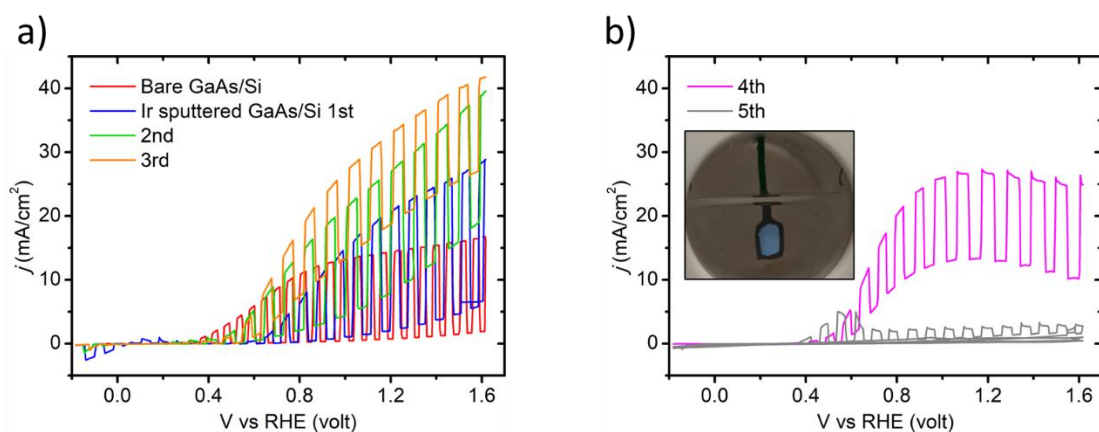 a)
Bare GaAs/Si
Ir sputtered GaAs/Si 1st
2nd
3rd
j (mA/cm²)
40
30
20
10
0
0.0 0.4 0.8 1.2 1.6
V vs RHE (volt)
b)
4th
5th
j (mA/cm²)
40
30
20
10
0
0.0 0.4 0.8 1.2 1.6
V vs RHE (volt)